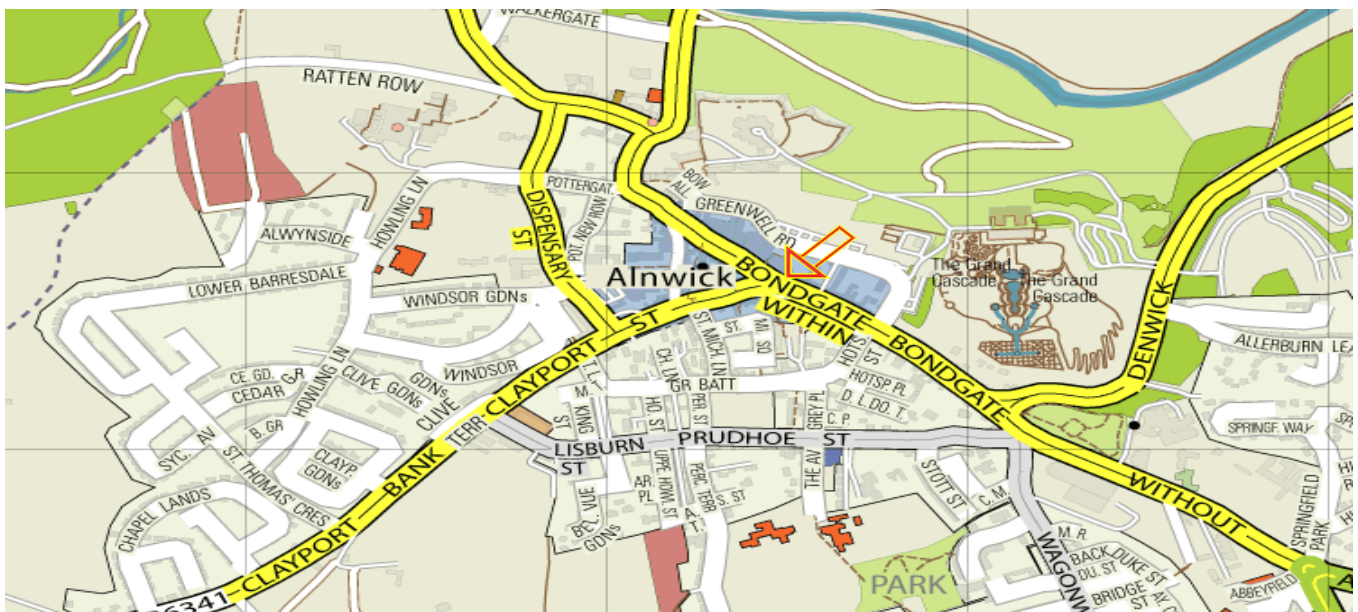 WALKERGATE
RATTEN ROW
HOWLING LN
POTTERGAT.
BOW
ALL
GREENWELL RD
DISPENSARY
ST
POT. NEW ROW
ALWYNSIDE
LOWER BARRESDALE
WINDSOR GDNS
Alnwick
BONDGATE
WITHIN
The Grand
Cascade
The Grand
Cascade
DENWICK
ALLERBURN LEA
CLAYPORT ST
ST. MICH. LN
ST.
MI.
SQ
HOTS
ST
BONDGATE
HOWLING LN
CE. GD.
CEDAR GR
CLIVE GDNS
WINDSOR
GDNS
CLIVE
TERR
CH. LN
GR BATT
HOTSP PL
D. L. DO. T.
GREY PL
C. P.
B. GR
SYC. AV
ST. THOMAS' CRES
CLAYP.
GDNS
KING
ST
M.
HO. ST
PER. ST
LISBURN
ST
PRUDHOE ST
THE AV
SPRINGF. WAY
WITHOUT
CHAPEL LANDS
BANK
CLAYPORT
BEL. VUE
GDNS
AR.
PL
UPPE. HOWI. ST
PERC. TERR
S. ST
A.
T.
STOTT ST
C. M.
SPRINGFIELD
PARK
WAGONW
M. R.
BACK
DU. ST
DUKE ST
BRIDGE
ST
AY. C
ABBEYFIELD
PARK
6341
A